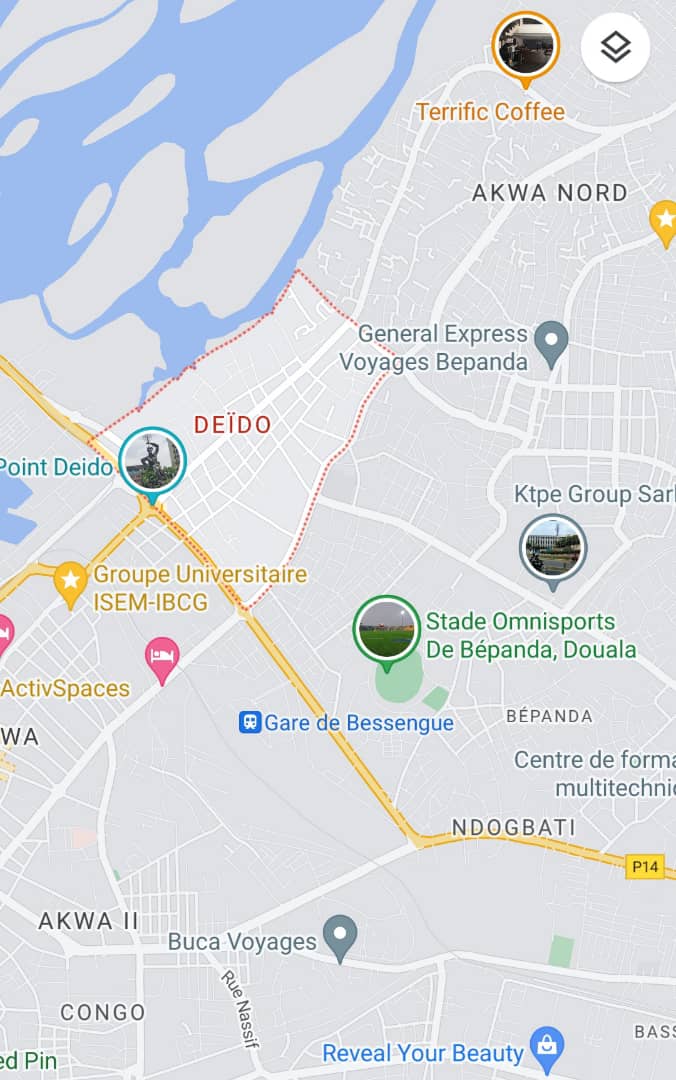 Terrific Coffee
AKWA NORD
General Express
Voyages Bepanda
DEÏDO
Point Deido
Ktpe Group Sarl
Groupe Universitaire
ISEM-IBCG
Stade Omnisports
De Bépanda, Douala
ActivSpaces
BÉPANDA
Gare de Bessengue
WA
Centre de forma
multitechni
NDOGBATI
P14
AKWA II
Buca Voyages
Rue Nassif
CONGO
BASS
Reveal Your Beauty
ed Pin